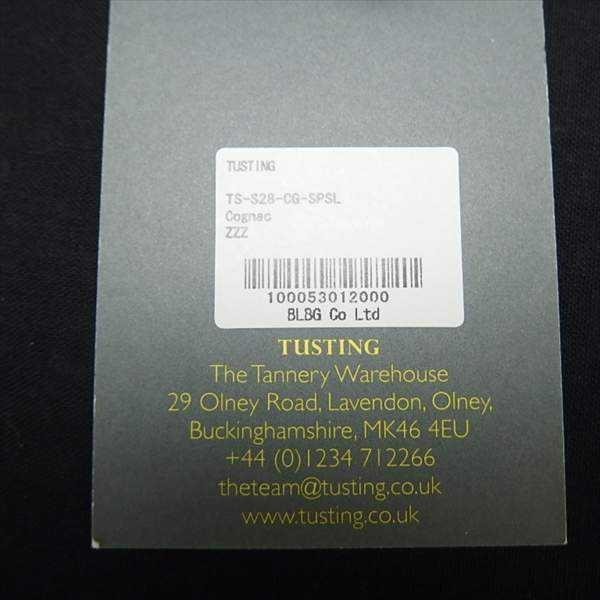 TUSTING
TS-S28-CG-SPSL
Cognac
ZZZ
100053012000
BLBG Co Ltd
TUSTING
The Tannery Warehouse
29 Olney Road, Lavendon, Olney,
Buckinghamshire, MK46 4EU
+44 (0)1234 712266
theteam@tusting.co.uk
www.tusting.co.uk